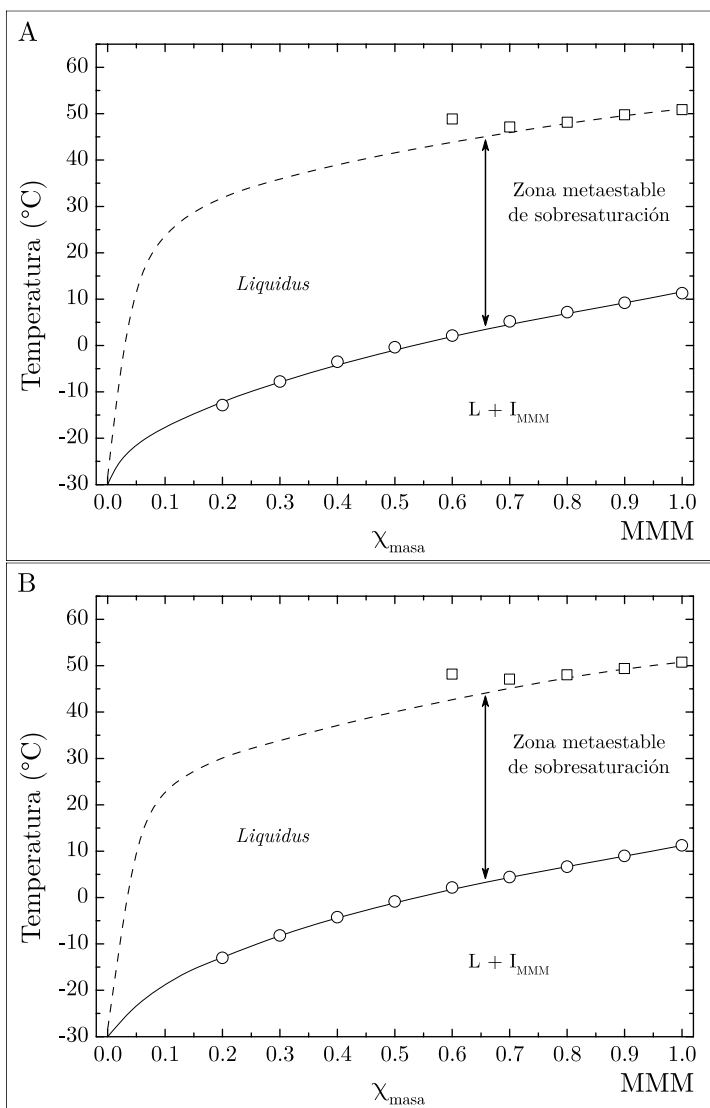 A
60
50
40
30
20
10
0
-10
-20
-30
Temperatura (°C)
Zona metaestable
de sobresaturación
Liquidus
L + I_MMM
0.0 0.1 0.2 0.3 0.4 0.5 0.6 0.7 0.8 0.9 1.0
χ_masa
MMM
B
60
50
40
30
20
10
0
-10
-20
-30
Temperatura (°C)
Zona metaestable
de sobresaturación
Liquidus
L + I_MMM
0.0 0.1 0.2 0.3 0.4 0.5 0.6 0.7 0.8 0.9 1.0
χ_masa
MMM